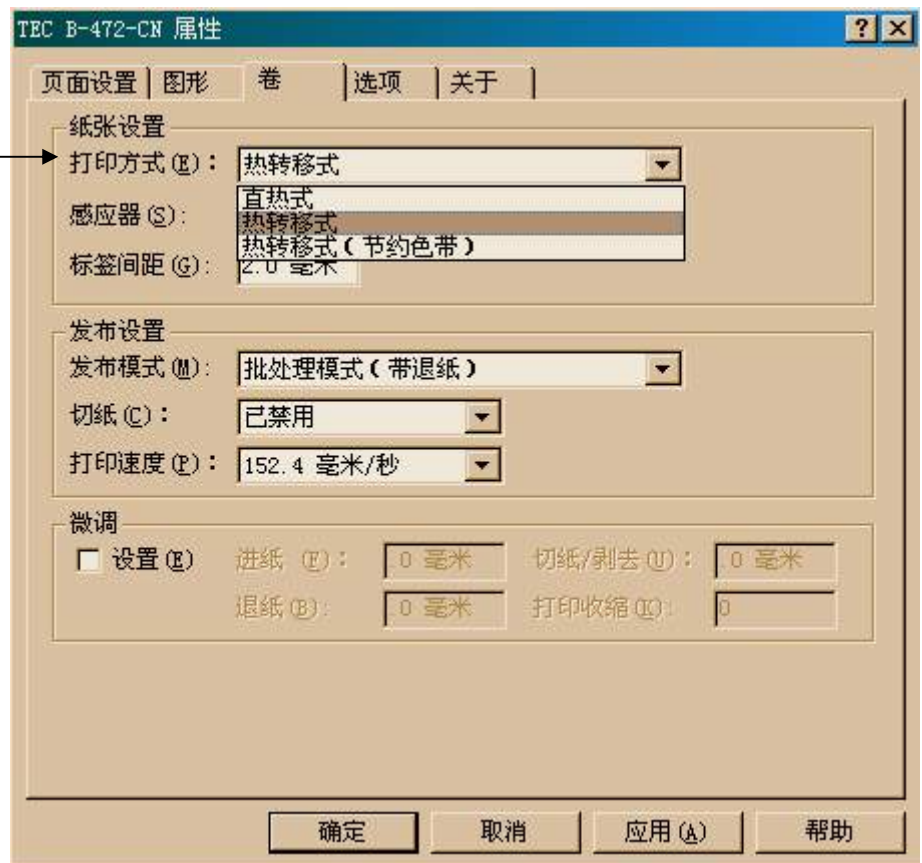 TEC B-472-CN 属性
页面设置 图形 卷 选项 关于
纸张设置
打印方式(E)： 热转移式
直热式
感应器(S):
热转移式
热转移式(节约色带)
标签间距(G): 2.0 毫米
发布设置
发布模式(M): 批处理模式(带退纸)
切纸(C)： 已禁用
打印速度(P)： 152.4 毫米/秒
微调
设置(E) 进纸 (F)： .0 毫米 切纸/剥去(U)： .0 毫米
退纸(B): .0 毫米 打印收缩(K): 0
确定 取消 应用(A) 帮助